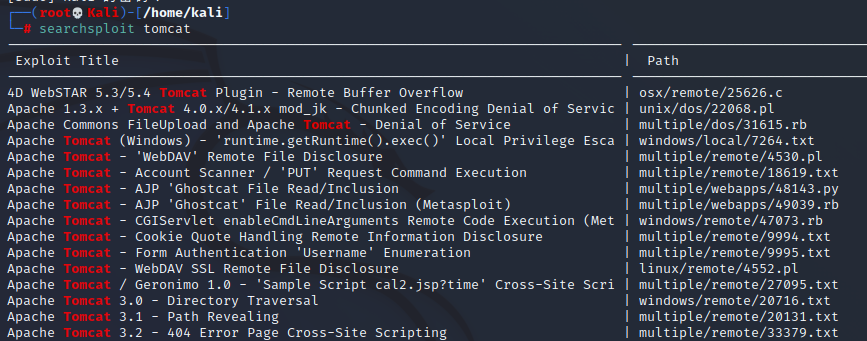 ┌──(root💀Kali)-[/home/kali]
└─# searchsploit tomcat
Exploit Title | Path
4D WebSTAR 5.3/5.4 Tomcat Plugin - Remote Buffer Overflow | osx/remote/25626.c
Apache 1.3.x + Tomcat 4.0.x/4.1.x mod_jk - Chunked Encoding Denial of Servic | unix/dos/22068.pl
Apache Commons FileUpload and Apache Tomcat - Denial of Service | multiple/dos/31615.rb
Apache Tomcat (Windows) - 'runtime.getRuntime().exec()' Local Privilege Esca | windows/local/7264.txt
Apache Tomcat - 'WebDAV' Remote File Disclosure | multiple/remote/4530.pl
Apache Tomcat - Account Scanner / 'PUT' Request Command Execution | multiple/remote/18619.txt
Apache Tomcat - AJP 'Ghostcat File Read/Inclusion | multiple/webapps/48143.py
Apache Tomcat - AJP 'Ghostcat' File Read/Inclusion (Metasploit) | multiple/webapps/49039.rb
Apache Tomcat - CGIServlet enableCmdLineArguments Remote Code Execution (Met | windows/remote/47073.rb
Apache Tomcat - Cookie Quote Handling Remote Information Disclosure | multiple/remote/9994.txt
Apache Tomcat - Form Authentication 'Username' Enumeration | multiple/remote/9995.txt
Apache Tomcat - WebDAV SSL Remote File Disclosure | linux/remote/4552.pl
Apache Tomcat / Geronimo 1.0 - 'Sample Script cal2.jsp?time' Cross-Site Scri | multiple/remote/27095.txt
Apache Tomcat 3.0 - Directory Traversal | windows/remote/20716.txt
Apache Tomcat 3.1 - Path Revealing | multiple/remote/20131.txt
Apache Tomcat 3.2 - 404 Error Page Cross-Site Scripting | multiple/remote/33379.txt